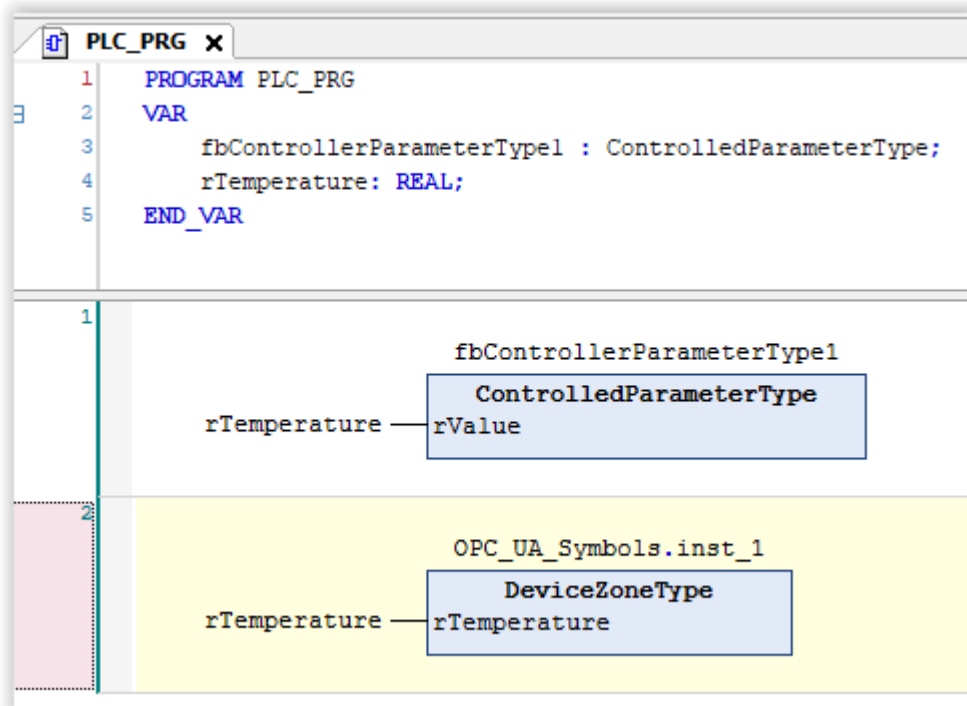 PLC_PRG
1 PROGRAM PLC_PRG
2 VAR
3 fbControllerParameterType1 : ControlledParameterType;
4 rTemperature: REAL;
5 END_VAR
1
fbControllerParameterType1
ControlledParameterType
rTemperature rValue
2
OPC_UA_Symbols.inst_1
DeviceZoneType
rTemperature rTemperature